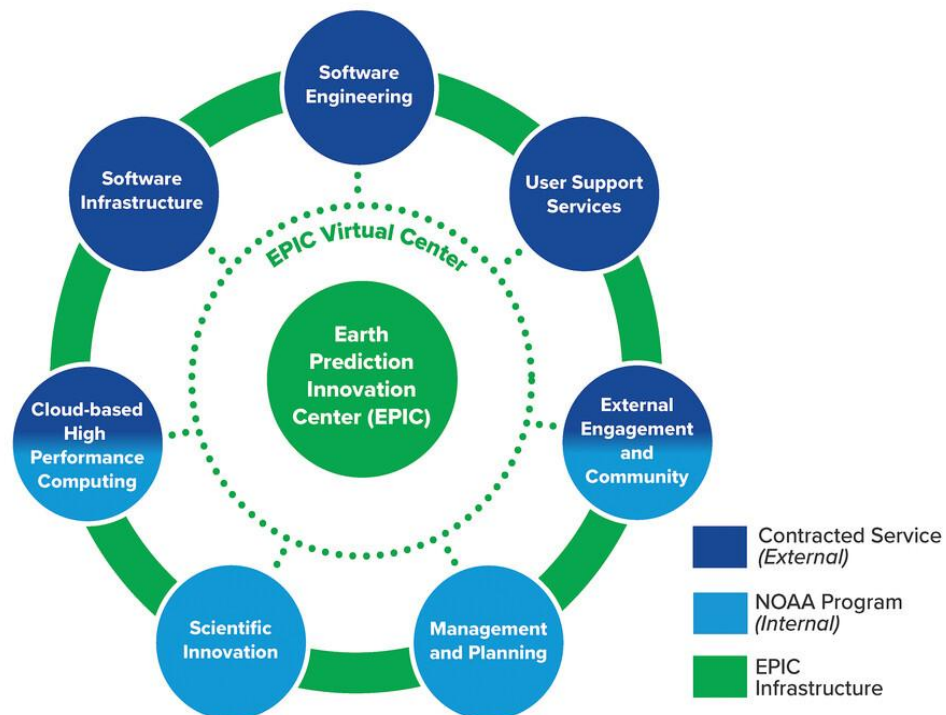 Software
Engineering
Software
Infrastructure
User Support
Services
EPIC Virtual Center
Earth
Prediction
Innovation
Center (EPIC)
Cloud-based
High
Performance
Computing
External
Engagement
and
Community
Scientific
Innovation
Management
and Planning
Contracted Service
(External)
NOAA Program
(Internal)
EPIC
Infrastructure